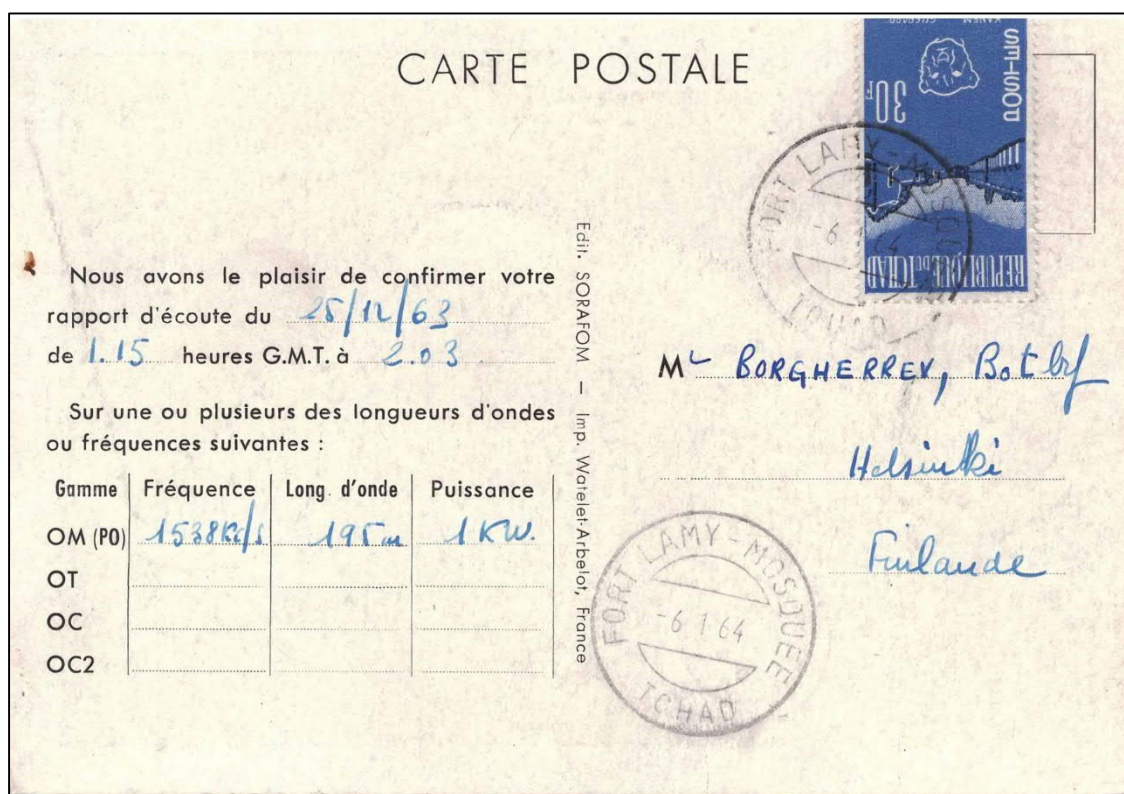 CARTE POSTALE
Nous avons le plaisir de confirmer votre
rapport d'écoute du 25/12/63
de 1.15 heures G.M.T. à 2.03
Sur une ou plusieurs des longueurs d'ondes
ou fréquences suivantes :
Gamme Fréquence Long. d'onde Puissance
OM (PO) 1538Kc/s 195m 1KW.
OT
OC
OC2
Edit. SORAFOM – Imp. Watelet-Arbelot, France
30F
POSTES
REPUBLIQUE DU TCHAD
FORT LAMY-MOSQUEE
-6 1 64
TCHAD
Mr BORGHERREV,
Helsinki
Finlande
FORT LAMY-MOSQUEE
-6 1 64
TCHAD